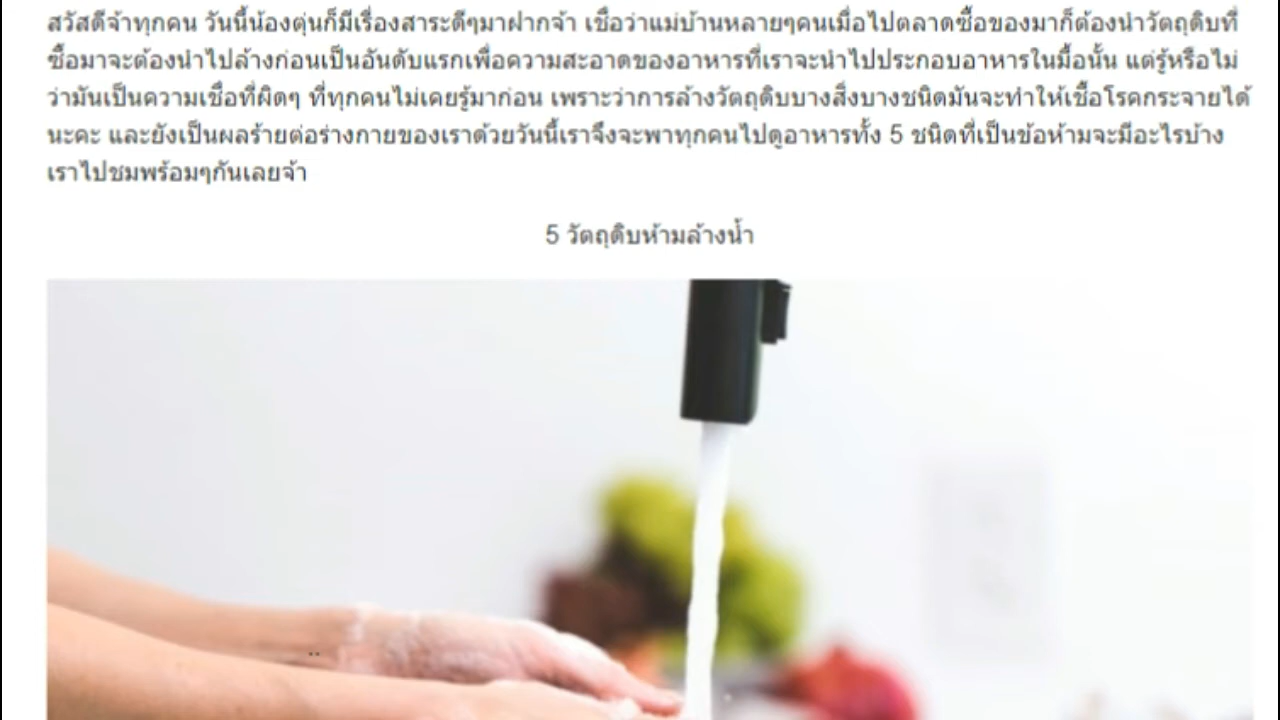 สวัสดีจ้าทุกคน วันนี้น้องตุ่นก็มีเรื่องสาระดีๆมาฝากจ้า เชื่อว่าแม่บ้านหลายๆคนเมื่อไปตลาดซื้อของมาก็ต้องนำวัตถุดิบที่
ซื้อมาจะต้องนำไปล้างก่อนเป็นอันดับแรกเพื่อความสะอาดของอาหารที่เราจะนำไปประกอบอาหารในมื้อนั้น แต่รู้หรือไม่
ว่ามันเป็นความเชื่อที่ผิดๆ ที่ทุกคนไม่เคยรู้มาก่อน เพราะว่าการล้างวัตถุดิบบางสิ่งบางชนิดมันจะทำให้เชื้อโรคกระจายได้
นะคะ และยังเป็นผลร้ายต่อร่างกายของเราด้วยวันนี้เราจึงจะพาทุกคนไปดูอาหารทั้ง 5 ชนิดที่เป็นข้อห้ามจะมีอะไรบ้าง
เราไปชมพร้อมๆกันเลยจ้า
5 วัตถุดิบห้ามล้างน้ำ